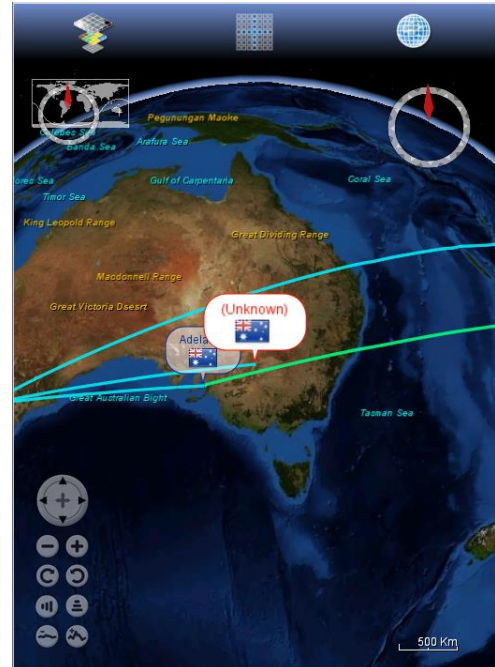 Pegunungan Maoke
Celebes Sea
Banda Sea
Arafura Sea
ores Sea
Gulf of Carpentaria
Coral Sea
Timor Sea
King Leopold Range
Great Dividing Range
Macdonnell Range
Great Victoria Dsesrt
(Unknown)
Adela
Great Australian Bight
Tasman Sea
500 Km